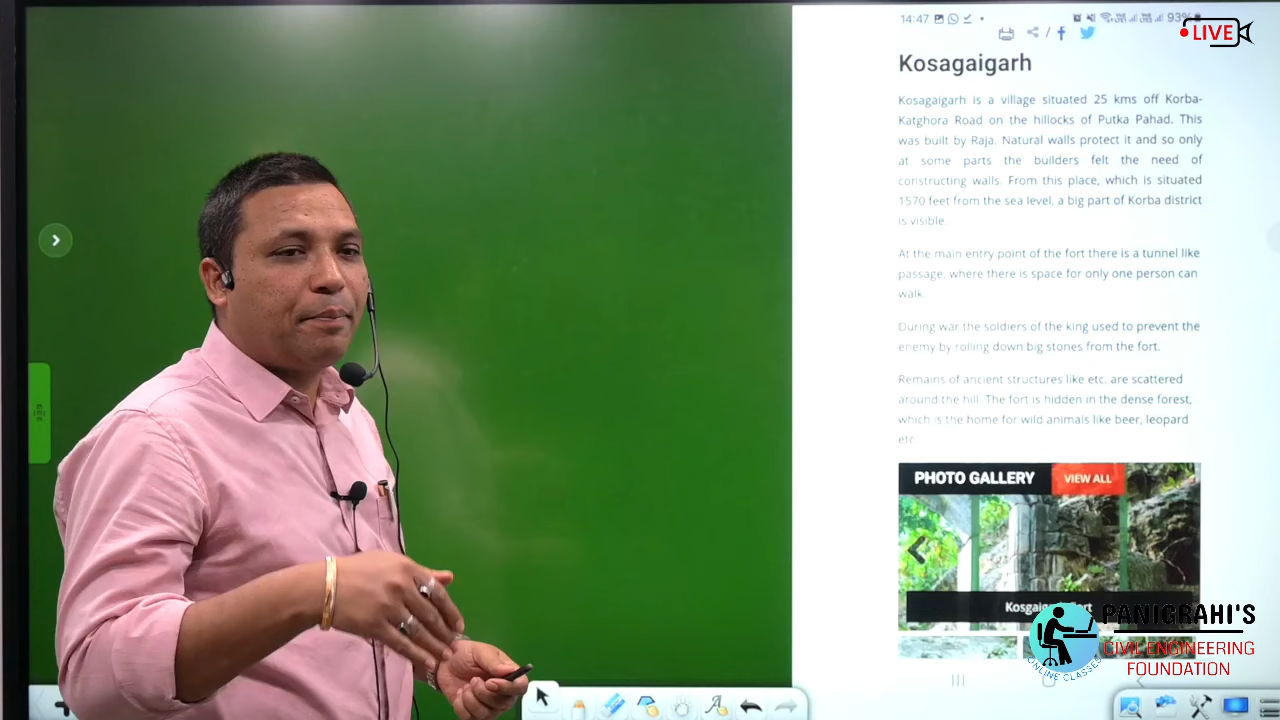 14:47
93%
LIVE
Kosagaigarh
Kosagaigarh is a village situated 25 kms off Korba-
Katghora Road on the hillocks of Putka Pahad. This
was built by Raja. Natural walls protect it and so only
at some parts the builders felt the need of
constructing walls. From this place, which is situated
1570 feet from the sea level, a big part of Korba district
is visible.
At the main entry point of the fort there is a tunnel like
passage, where there is space for only one person can
walk.
During war the soldiers of the king used to prevent the
enemy by rolling down big stones from the fort.
Remains of ancient structures like etc. are scattered
around the hill. The fort is hidden in the dense forest,
which is the home for wild animals like beer, leopard
etc.
PHOTO GALLERY
VIEW ALL
PANIGRAHI'S
CIVIL ENGINEERING
FOUNDATION
ONLINE CLASSES